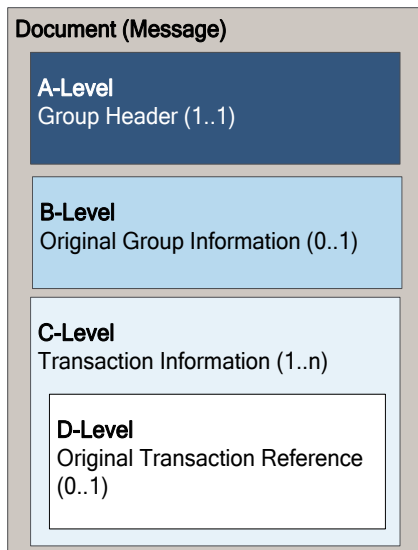 Document (Message)
A-Level
Group Header (1..1)
B-Level
Original Group Information (0..1)
C-Level
Transaction Information (1..n)
D-Level
Original Transaction Reference
(0..1)